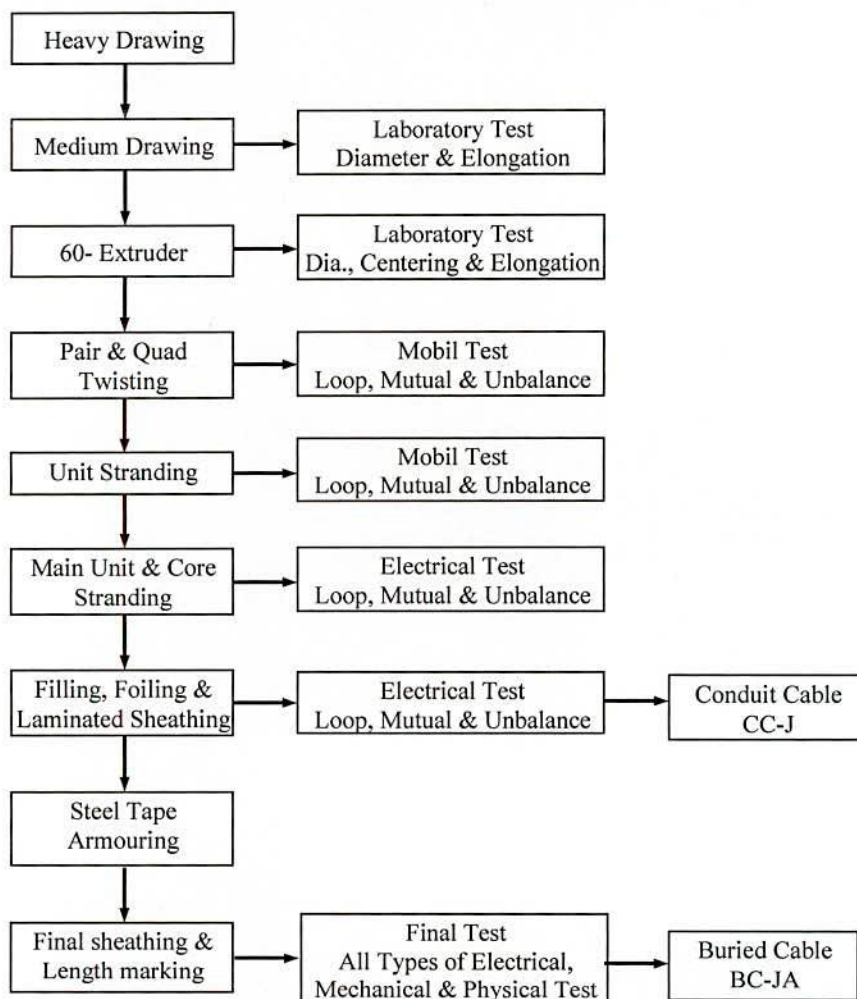 Heavy Drawing
Medium Drawing
Laboratory Test
Diameter & Elongation
60- Extruder
Laboratory Test
Dia., Centering & Elongation
Pair & Quad
Twisting
Mobil Test
Loop, Mutual & Unbalance
Unit Stranding
Mobil Test
Loop, Mutual & Unbalance
Main Unit & Core
Stranding
Electrical Test
Loop, Mutual & Unbalance
Filling, Foiling &
Laminated Sheathing
Electrical Test
Loop, Mutual & Unbalance
Conduit Cable
CC-J
Steel Tape
Armouring
Final sheathing &
Length marking
Final Test
All Types of Electrical,
Mechanical & Physical Test
Buried Cable
BC-JA